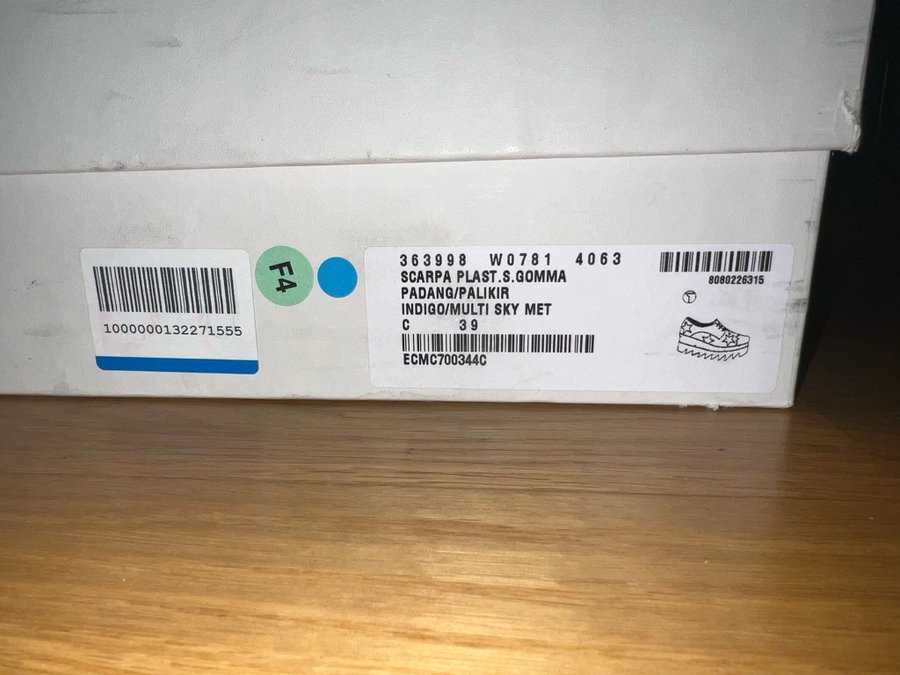 1000000132271555
F4
363998 W0781 4063
SCARPA PLAST.S.GOMMA
PADANG/PALIKIR
INDIGO/MULTI SKY MET
C 39
ECMC700344C
8080226315